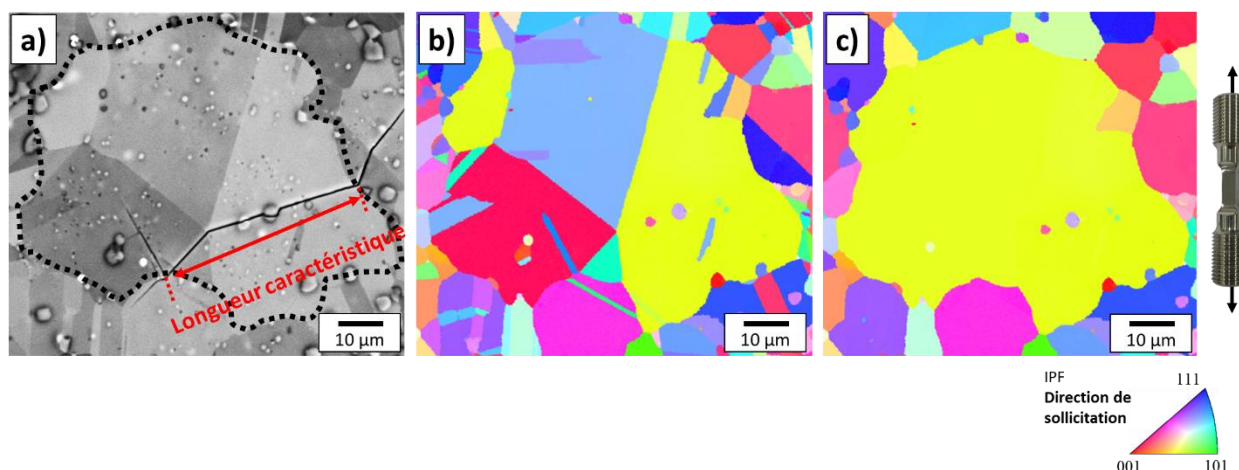 a)
b)
c)
Longueur caractéristique
10 µm
10 µm
10 µm
IPF
Direction de
sollicitation
111
001
101